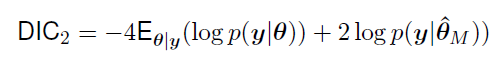 DIC₂ = −4E_{θ|y}(log p(y|θ)) + 2 log p(y|θ̂_M))